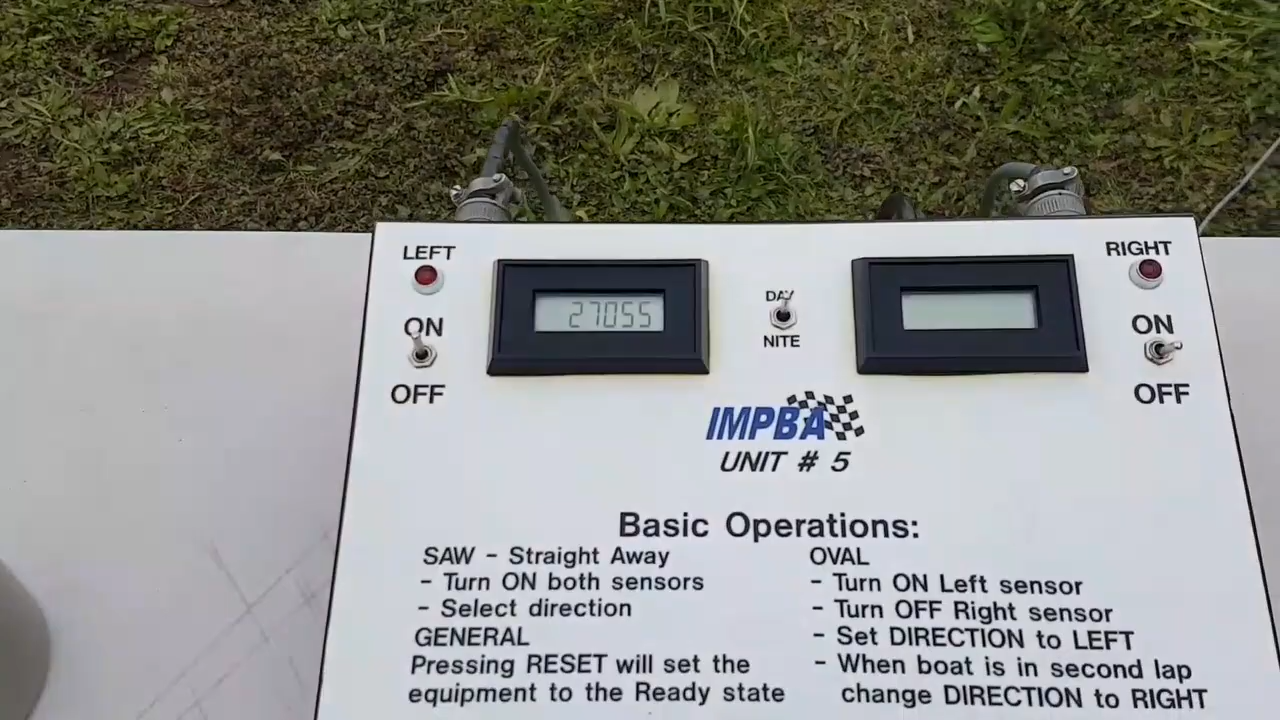 LEFT
RIGHT
ON
27055
DAY
NITE
ON
OFF
OFF
IMPBA
UNIT # 5
Basic Operations:
SAW - Straight Away
- Turn ON both sensors
- Select direction
GENERAL
Pressing RESET will set the
equipment to the Ready state
OVAL
- Turn ON Left sensor
- Turn OFF Right sensor
- Set DIRECTION to LEFT
- When boat is in second lap
change DIRECTION to RIGHT